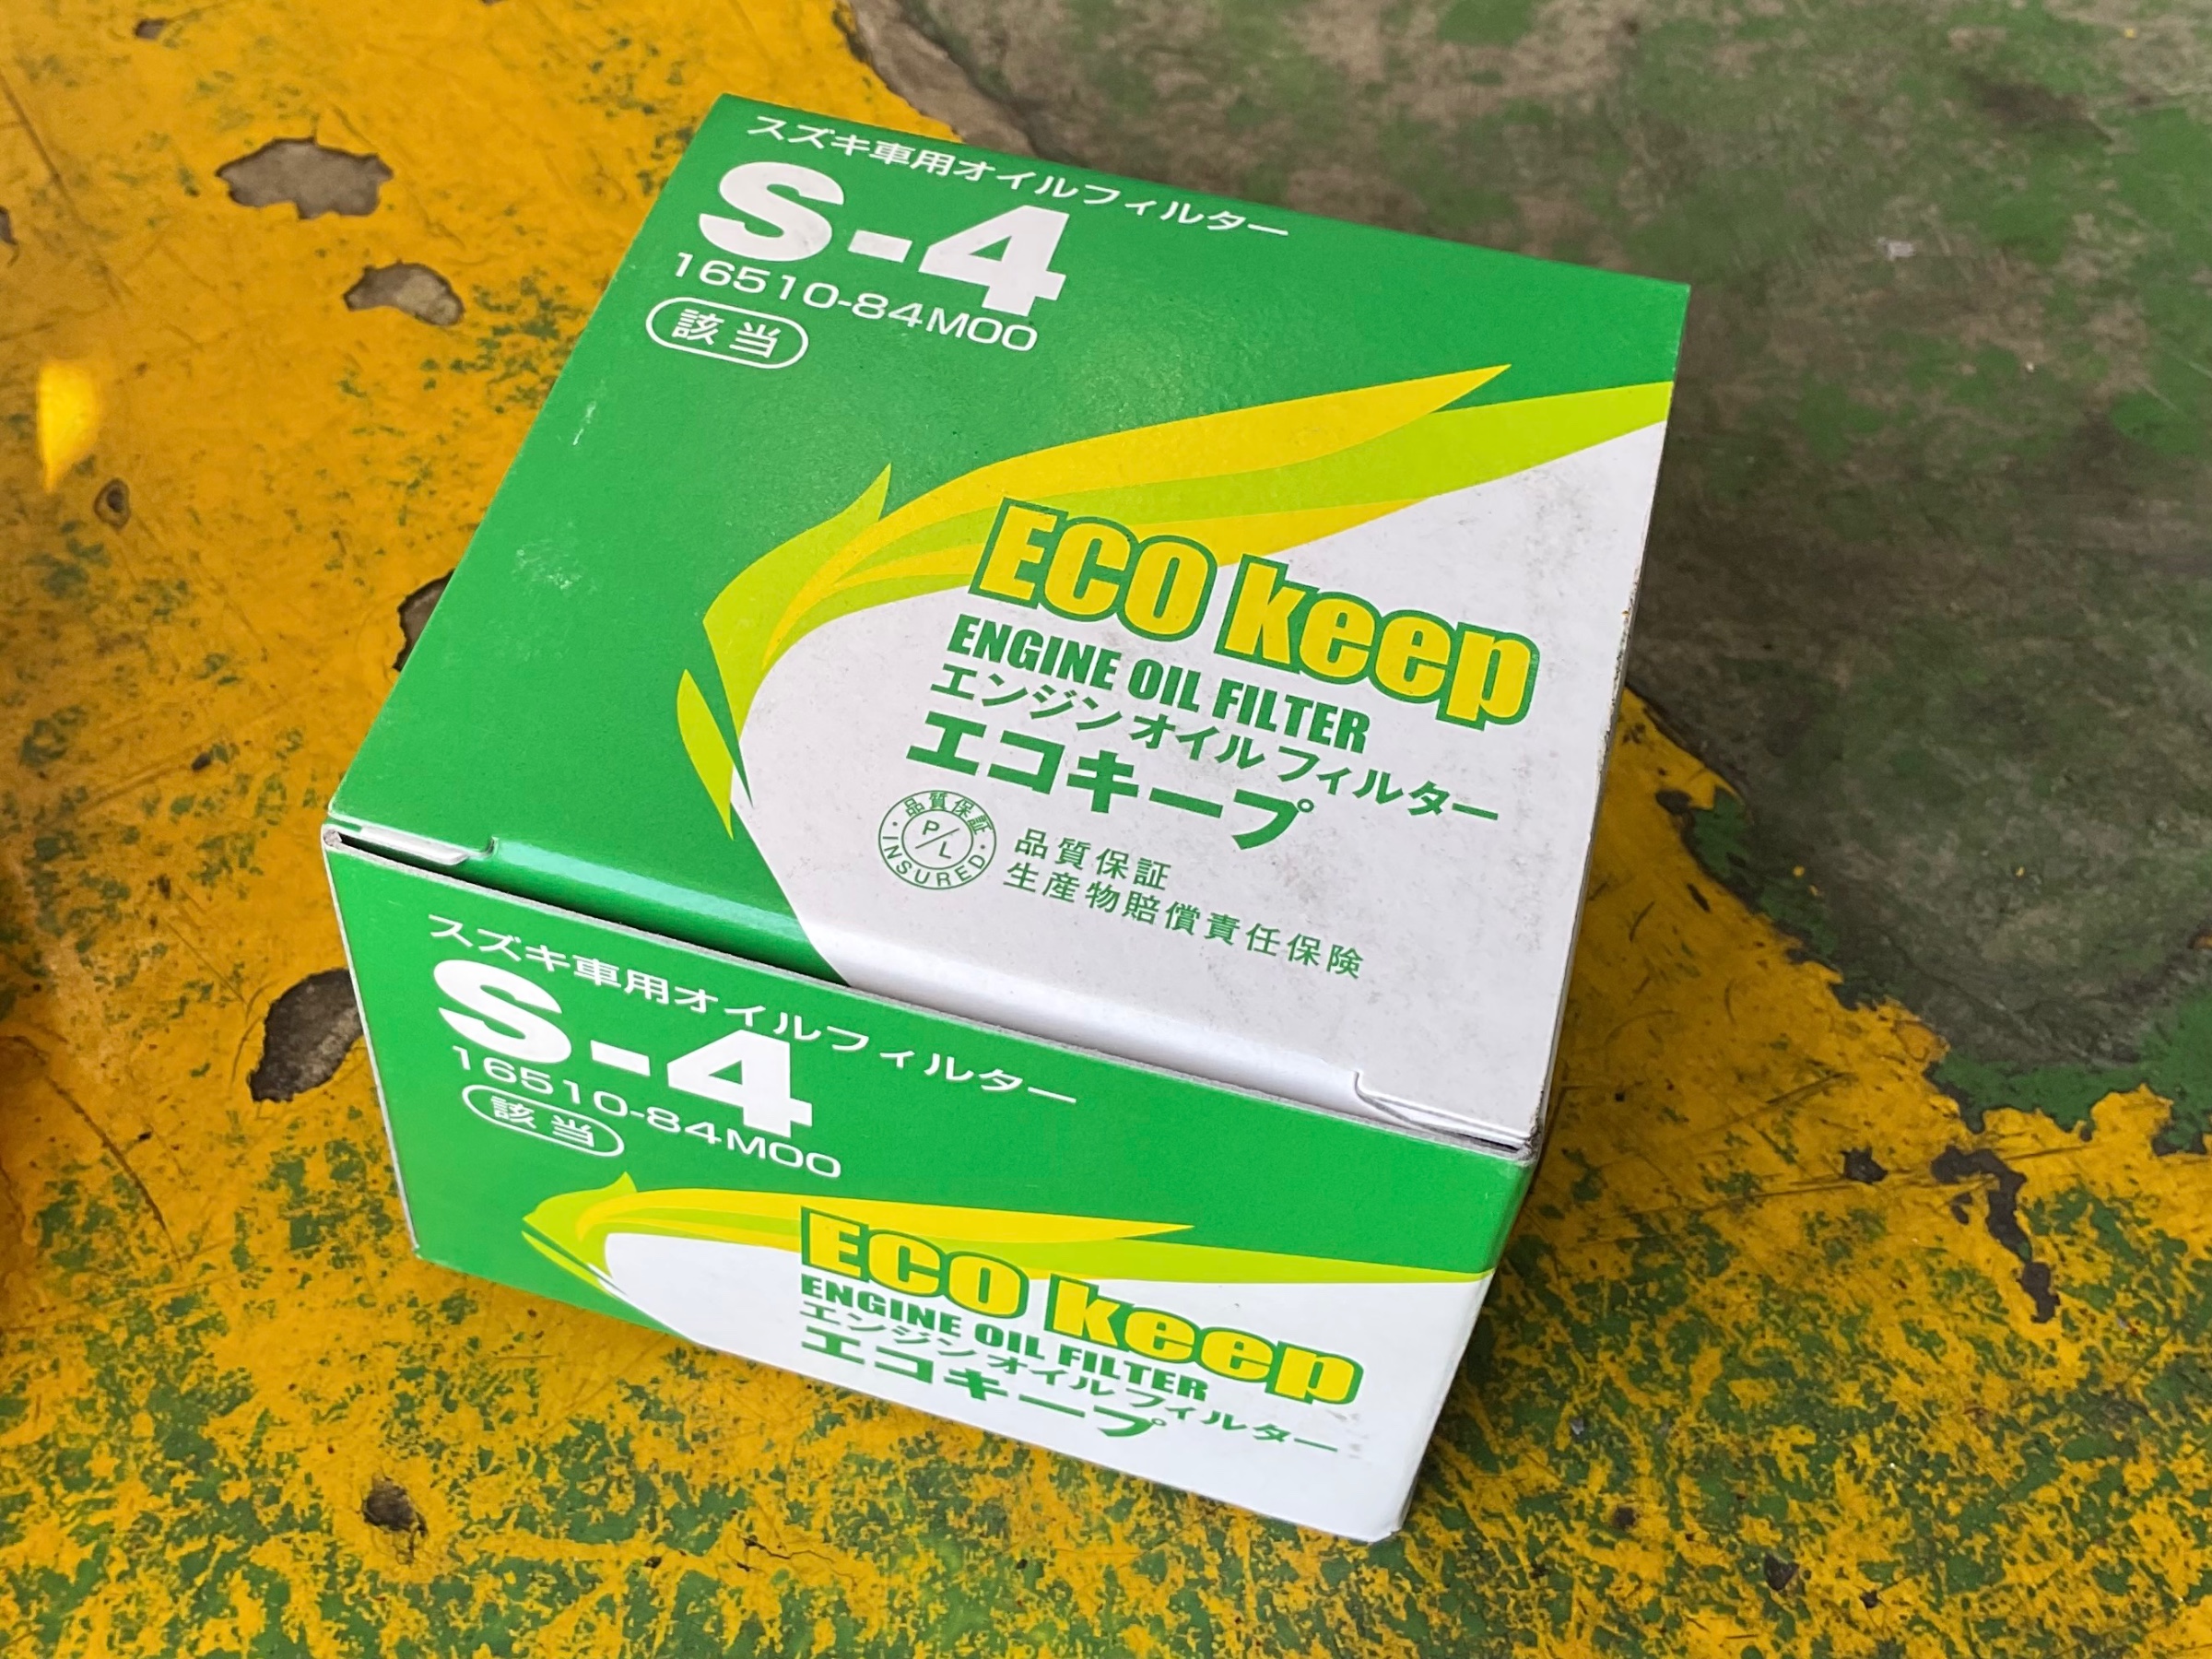 スズキ車用オイルフィルター
S-4
16510-84M00
該当
ECO keep
ENGINE OIL FILTER
エンジンオイルフィルター
エコキープ
・品質保証・
P/L
INSURED
品質保証
生産物賠償責任保険
スズキ車用オイルフィルター
S-4
16510-84M00
該当
ECO keep
ENGINE OIL FILTER
エンジンオイルフィルター
エコキープ